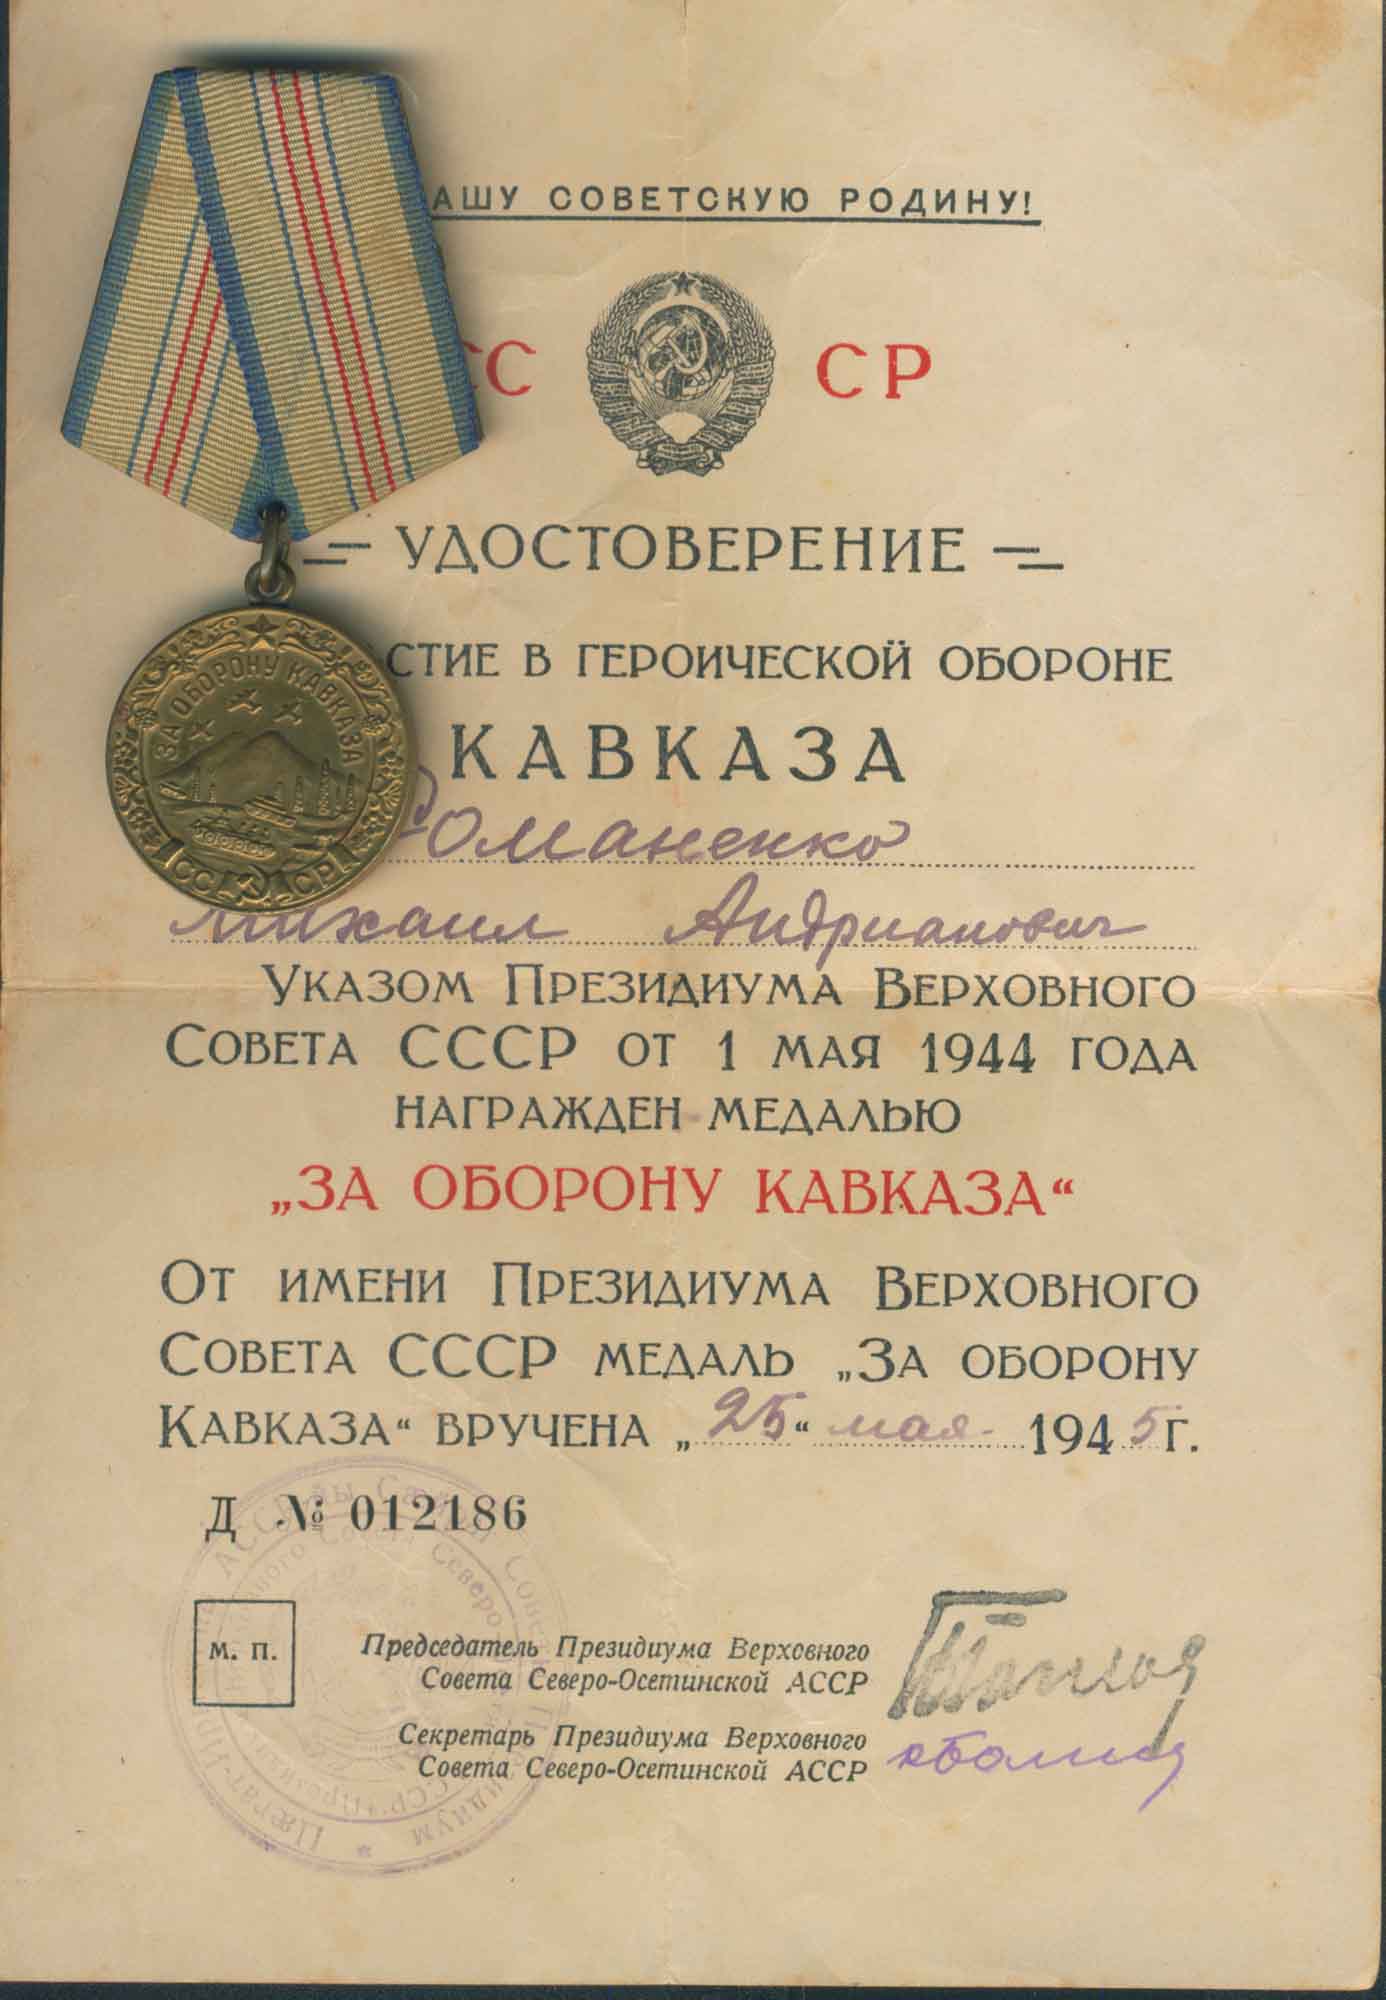 АШУ СОВЕТСКУЮ РОДИНУ!
СС СР
УДОСТОВЕРЕНИЕ
СТИЕ В ГЕРОИЧЕСКОЙ ОБОРОНЕ
КАВКАЗА
Романенко
Михаил Андрианович
УКАЗОМ ПРЕЗИДИУМА ВЕРХОВНОГО
СОВЕТА СССР ОТ 1 МАЯ 1944 ГОДА
НАГРАЖДЕН МЕДАЛЬЮ
„ЗА ОБОРОНУ КАВКАЗА“
ОТ ИМЕНИ ПРЕЗИДИУМА ВЕРХОВНОГО
СОВЕТА СССР МЕДАЛЬ „ЗА ОБОРОНУ
КАВКАЗА“ ВРУЧЕНА „25“ мая 1945 Г.
Д № 012186
М. П.
Председатель Президиума Верховного
Совета Северо-Осетинской АССР
Секретарь Президиума Верховного
Совета Северо-Осетинской АССР
ЗА ОБОРОНУ КАВКАЗА
СС СР